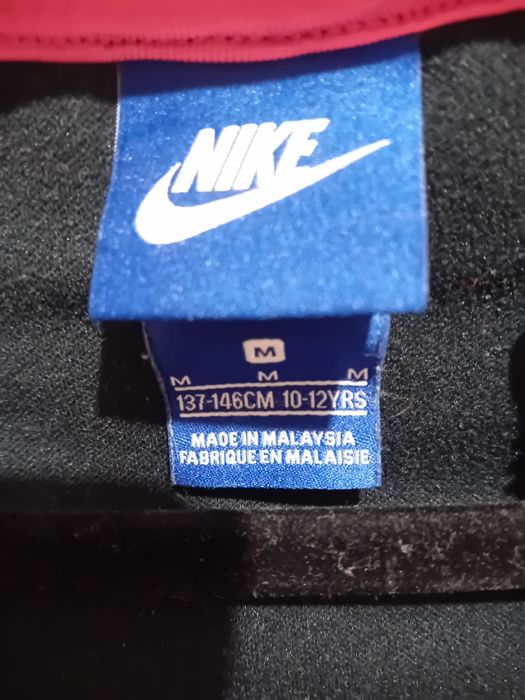 NIKE
M
M M M
137-146CM 10-12YRS
MADE IN MALAYSIA
FABRIQUE EN MALAISIE